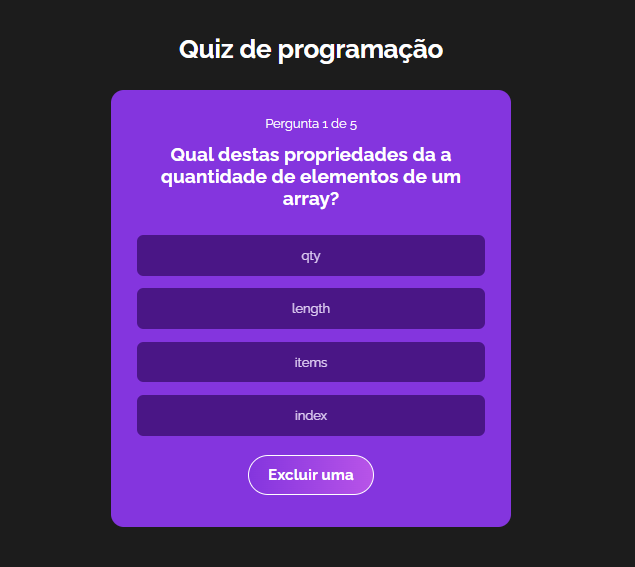 Quiz de programação
Pergunta 1 de 5
Qual destas propriedades da a
quantidade de elementos de um
array?
qty
length
items
index
Excluir uma